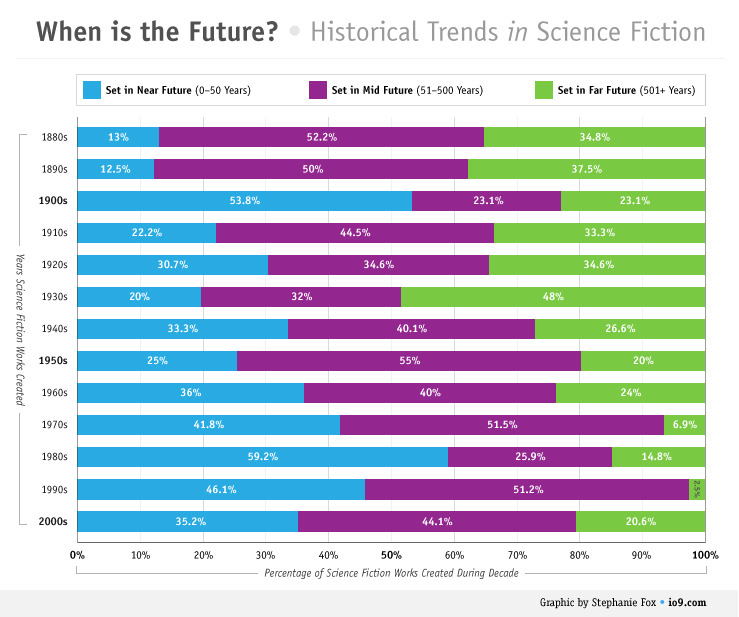 When is the Future? • Historical Trends in Science Fiction
Set in Near Future (0–50 Years) Set in Mid Future (51–500 Years) Set in Far Future (501+ Years)
Years Science Fiction Works Created
1880s 13% 52.2% 34.8%
1890s 12.5% 50% 37.5%
1900s 53.8% 23.1% 23.1%
1910s 22.2% 44.5% 33.3%
1920s 30.7% 34.6% 34.6%
1930s 20% 32% 48%
1940s 33.3% 40.1% 26.6%
1950s 25% 55% 20%
1960s 36% 40% 24%
1970s 41.8% 51.5% 6.9%
1980s 59.2% 25.9% 14.8%
1990s 46.1% 51.2% 2.5%
2000s 35.2% 44.1% 20.6%
0% 10% 20% 30% 40% 50% 60% 70% 80% 90% 100%
Percentage of Science Fiction Works Created During Decade
Graphic by Stephanie Fox • io9.com